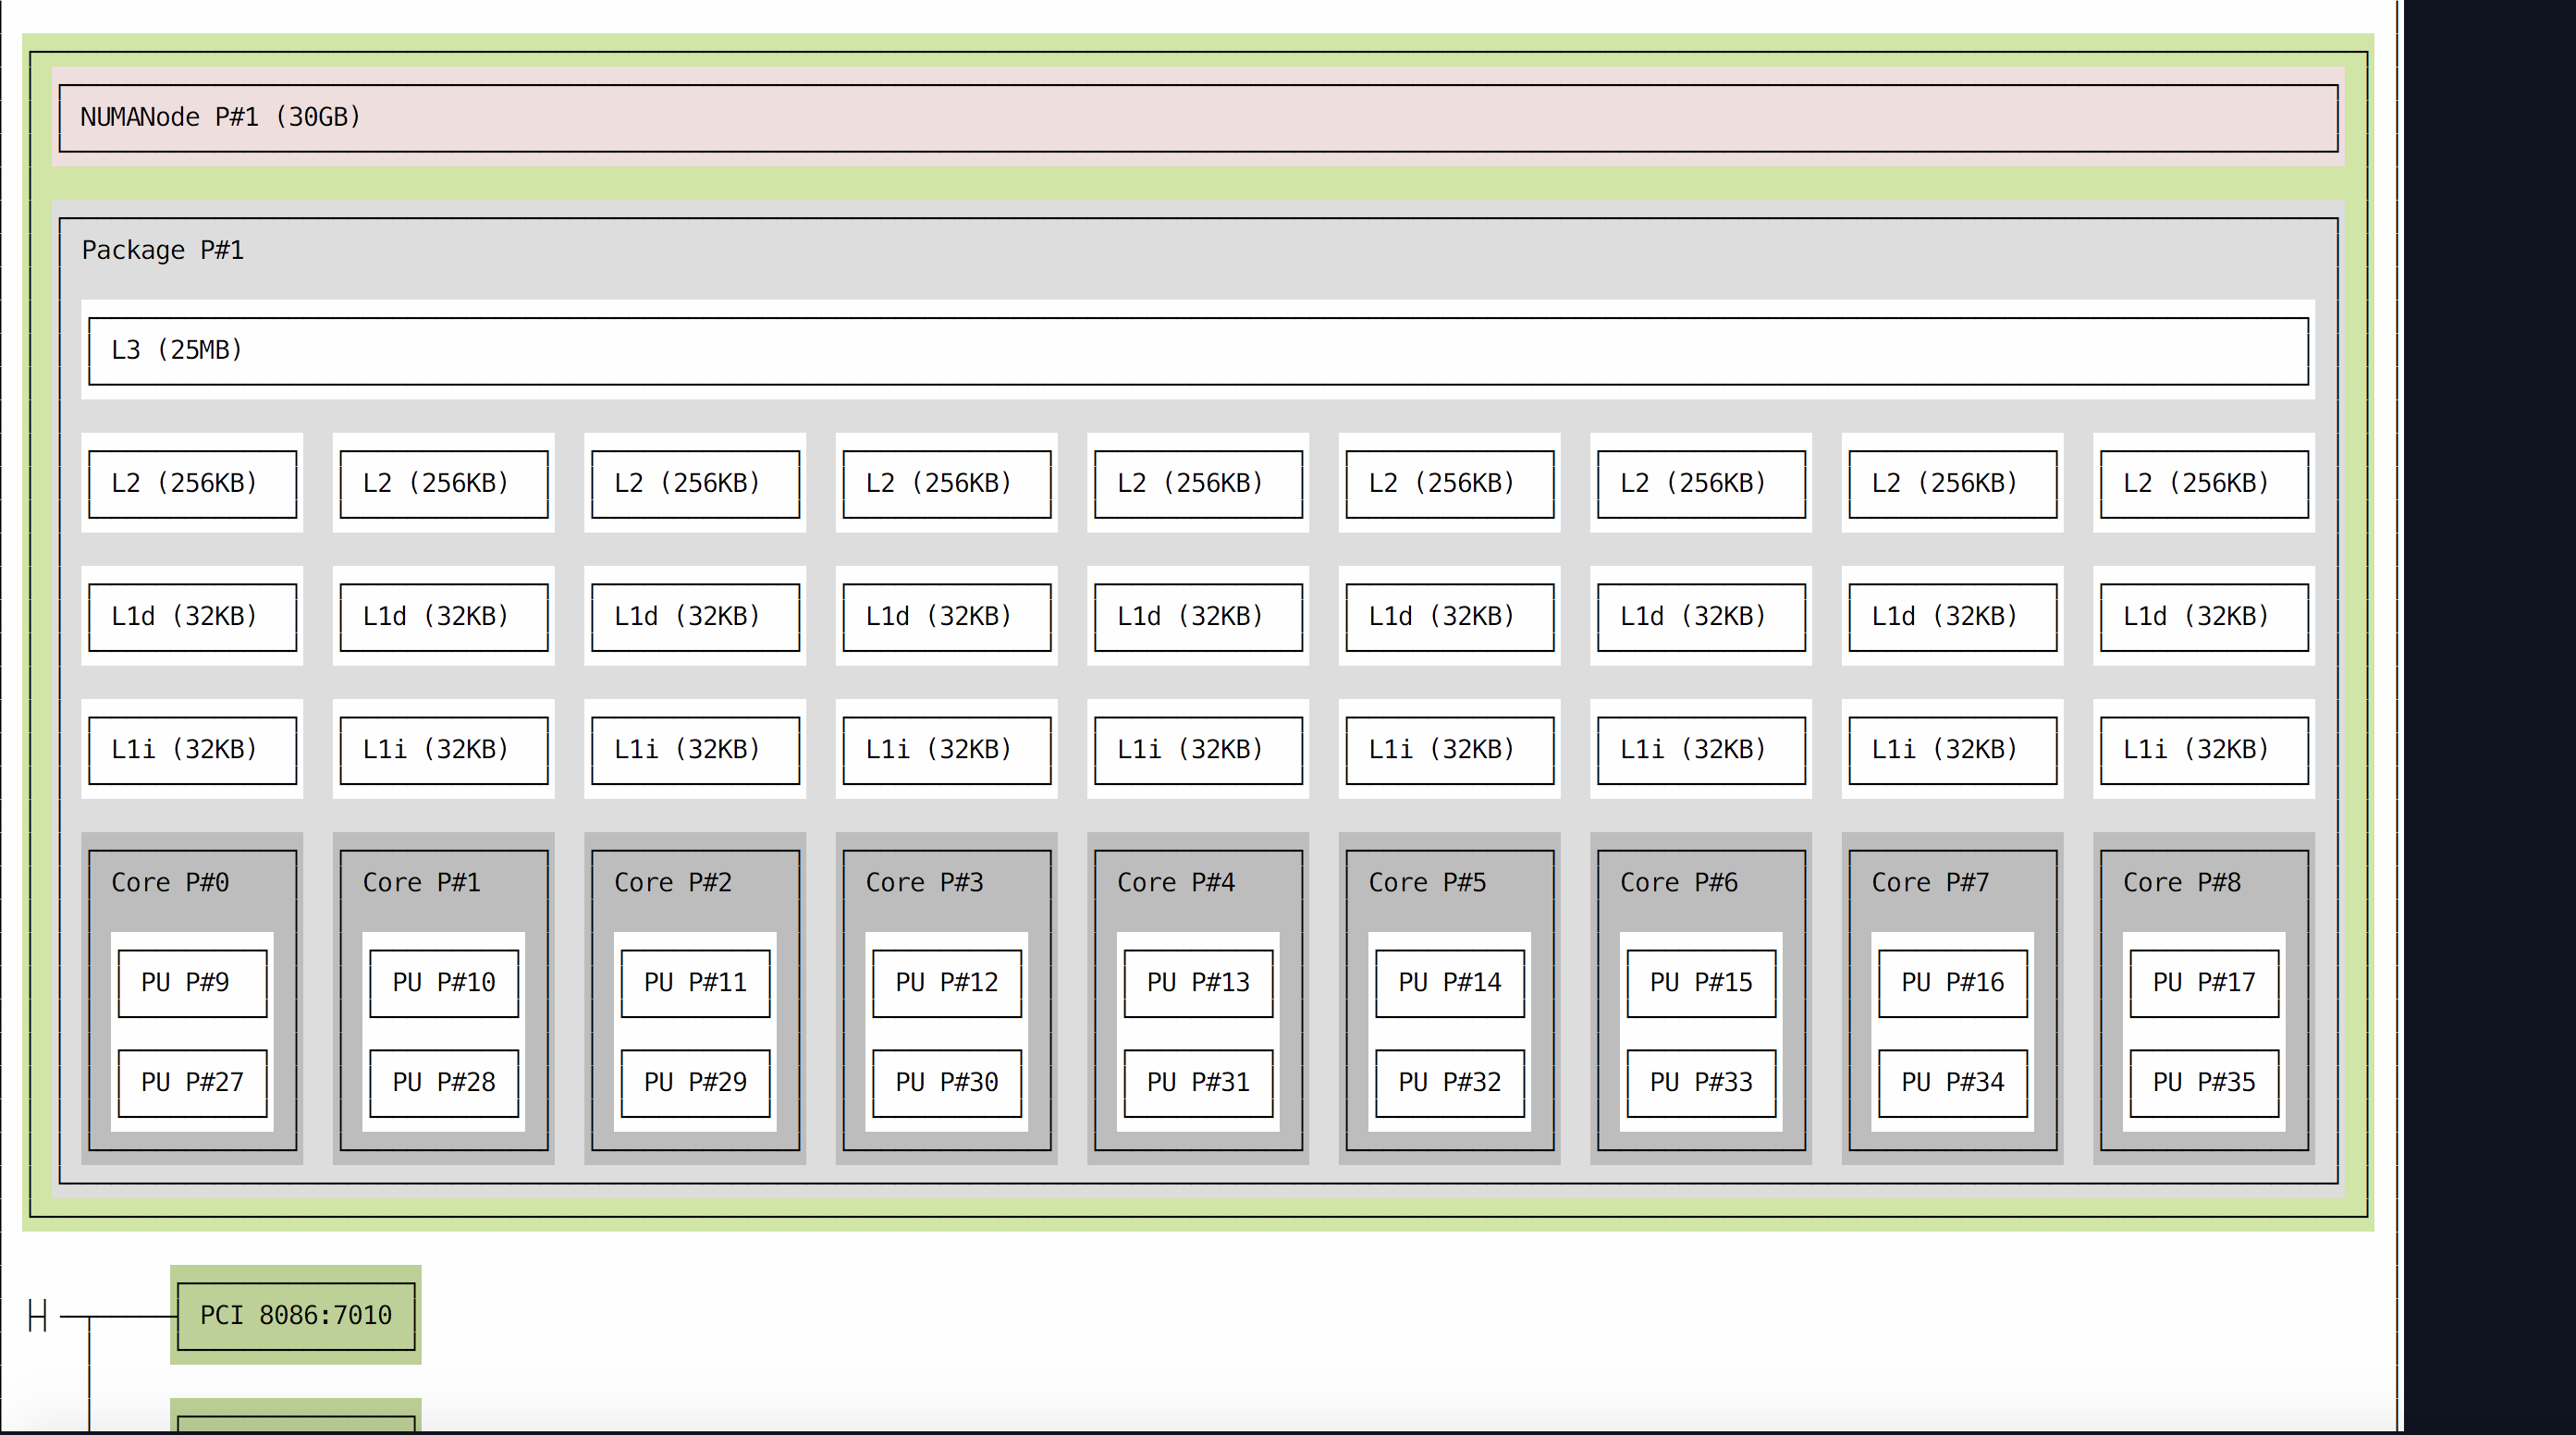 NUMANode P#1 (30GB)
Package P#1
L3 (25MB)
L2 (256KB) L2 (256KB) L2 (256KB) L2 (256KB) L2 (256KB) L2 (256KB) L2 (256KB) L2 (256KB) L2 (256KB)
L1d (32KB) L1d (32KB) L1d (32KB) L1d (32KB) L1d (32KB) L1d (32KB) L1d (32KB) L1d (32KB) L1d (32KB)
L1i (32KB) L1i (32KB) L1i (32KB) L1i (32KB) L1i (32KB) L1i (32KB) L1i (32KB) L1i (32KB) L1i (32KB)
Core P#0 Core P#1 Core P#2 Core P#3 Core P#4 Core P#5 Core P#6 Core P#7 Core P#8
PU P#9 PU P#10 PU P#11 PU P#12 PU P#13 PU P#14 PU P#15 PU P#16 PU P#17
PU P#27 PU P#28 PU P#29 PU P#30 PU P#31 PU P#32 PU P#33 PU P#34 PU P#35
PCI 8086:7010